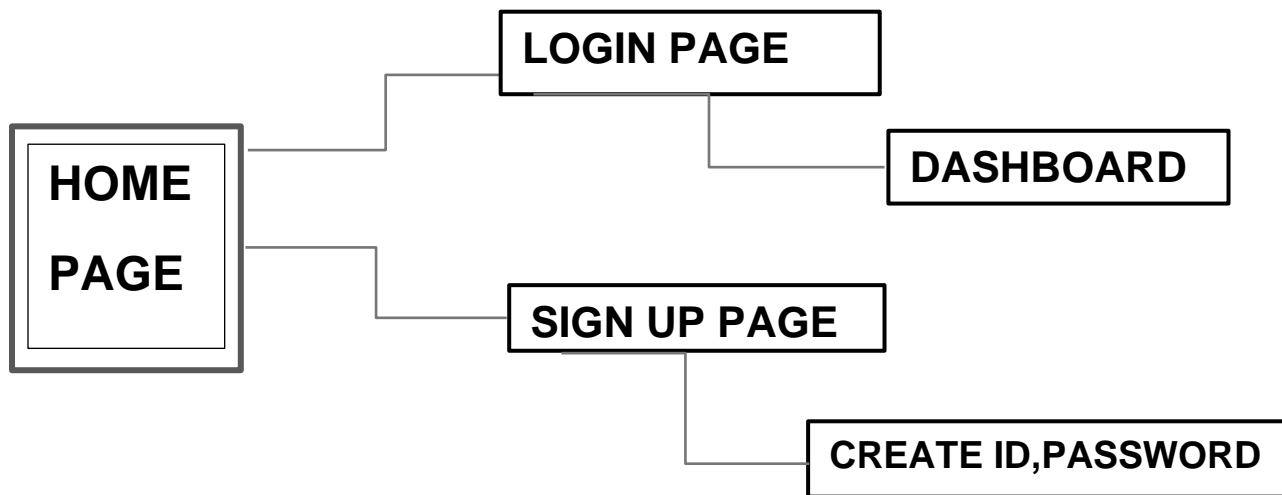 LOGIN PAGE
HOME
PAGE
DASHBOARD
SIGN UP PAGE
CREATE ID,PASSWORD